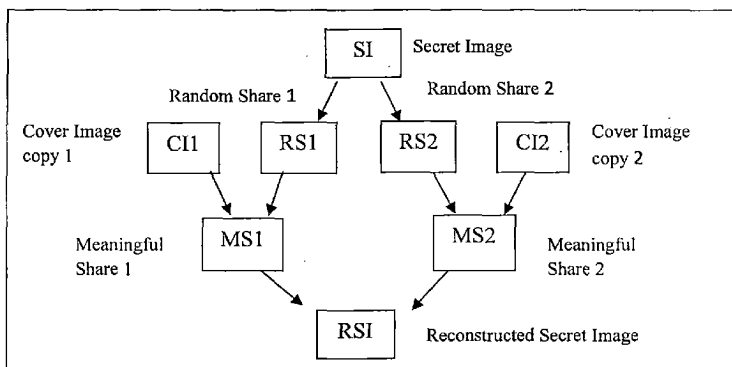 SI
Secret Image
Random Share 1
Random Share 2
Cover Image
copy 1
CI1
RS1
RS2
CI2
Cover Image
copy 2
MS1
MS2
Meaningful
Share 1
Meaningful
Share 2
RSI
Reconstructed Secret Image